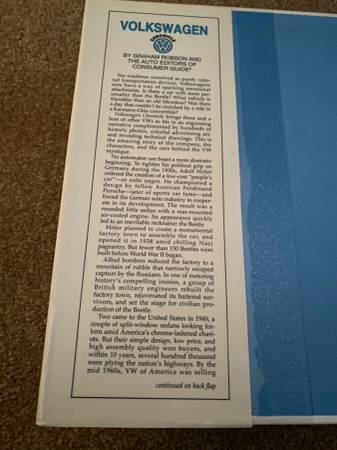 VOLKSWAGEN
CHRONICLE
BY GRAHAM ROBSON AND
THE AUTO EDITORS OF
CONSUMER GUIDE®
For machines conceived as purely ratio-
nal transportation devices, Volkswagens
sure have a way of sparking emotional
attachments. Is there a car with more per-
sonality than the Beetle? What vehicle is
friendlier than an old Microbus? Was there
a day that couldn't be enriched by a ride in
a Karmann-Ghia convertible?
Volkswagen Chronicle brings these and a
host of other VWs to life in an engrossing
narrative complemented by hundreds of
historic photos, colorful advertising art,
and revealing technical drawings. This is
the amazing story of the company, the
characters, and the cars behind the VW
mystique.
No automaker can boast a more dramatic
beginning. To tighten his political grip on
Germany during the 1930s, Adolf Hitler
ordered the creation of a low-cost "people's
car"—or volks wagen. He championed a
design by fellow Austrian Ferdinand
Porsche—later of sports car fame—and
forced the German auto industry to cooper-
ate in its development. The result was a
rounded little sedan with a rear-mounted
air-cooled engine. Its appearance quickly
led to an inevitable nickname: the Beetle.
Hitler planned to create a monumental
factory town to assemble the car, and
opened it in 1938 amid chilling Nazi
pageantry. But fewer than 150 Beetles were
built before World War II began.
Allied bombers reduced the factory to a
mountain of rubble that narrowly escaped
capture by the Russians. In one of motoring
history's compelling ironies, a group of
British military engineers rebuilt the
factory town, rejuvenated its battered sur-
vivors, and set the stage for civilian pro-
duction of the Beetle.
Two came to the United States in 1949, a
couple of split-window sedans looking for-
lorn amid America's chrome-ladened chari-
ots. But their simple design, low price, and
high assembly quality won buyers, and
within 10 years, several hundred thousand
were plying the nation's highways. By the
mid 1960s, VW of America was selling
continued on back flap